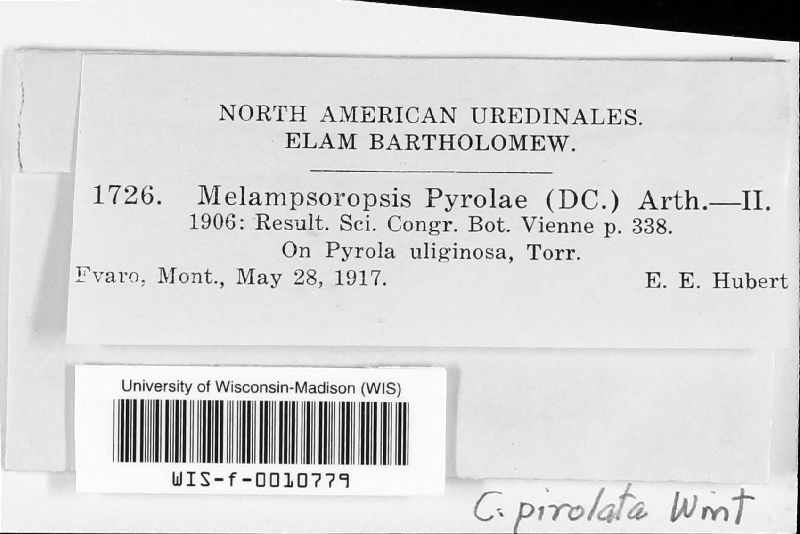 NORTH AMERICAN UREDINALES.
ELAM BARTHOLOMEW.
1726. Melampsoropsis Pyrolae (DC.) Arth.—II.
1906: Result. Sci. Congr. Bot. Vienne p. 338.
On Pyrola uliginosa, Torr.
Evaro, Mont., May 28, 1917. E. E. Hubert
University of Wisconsin-Madison (WIS)
WIS-f-0010779
C. pirolata Wint